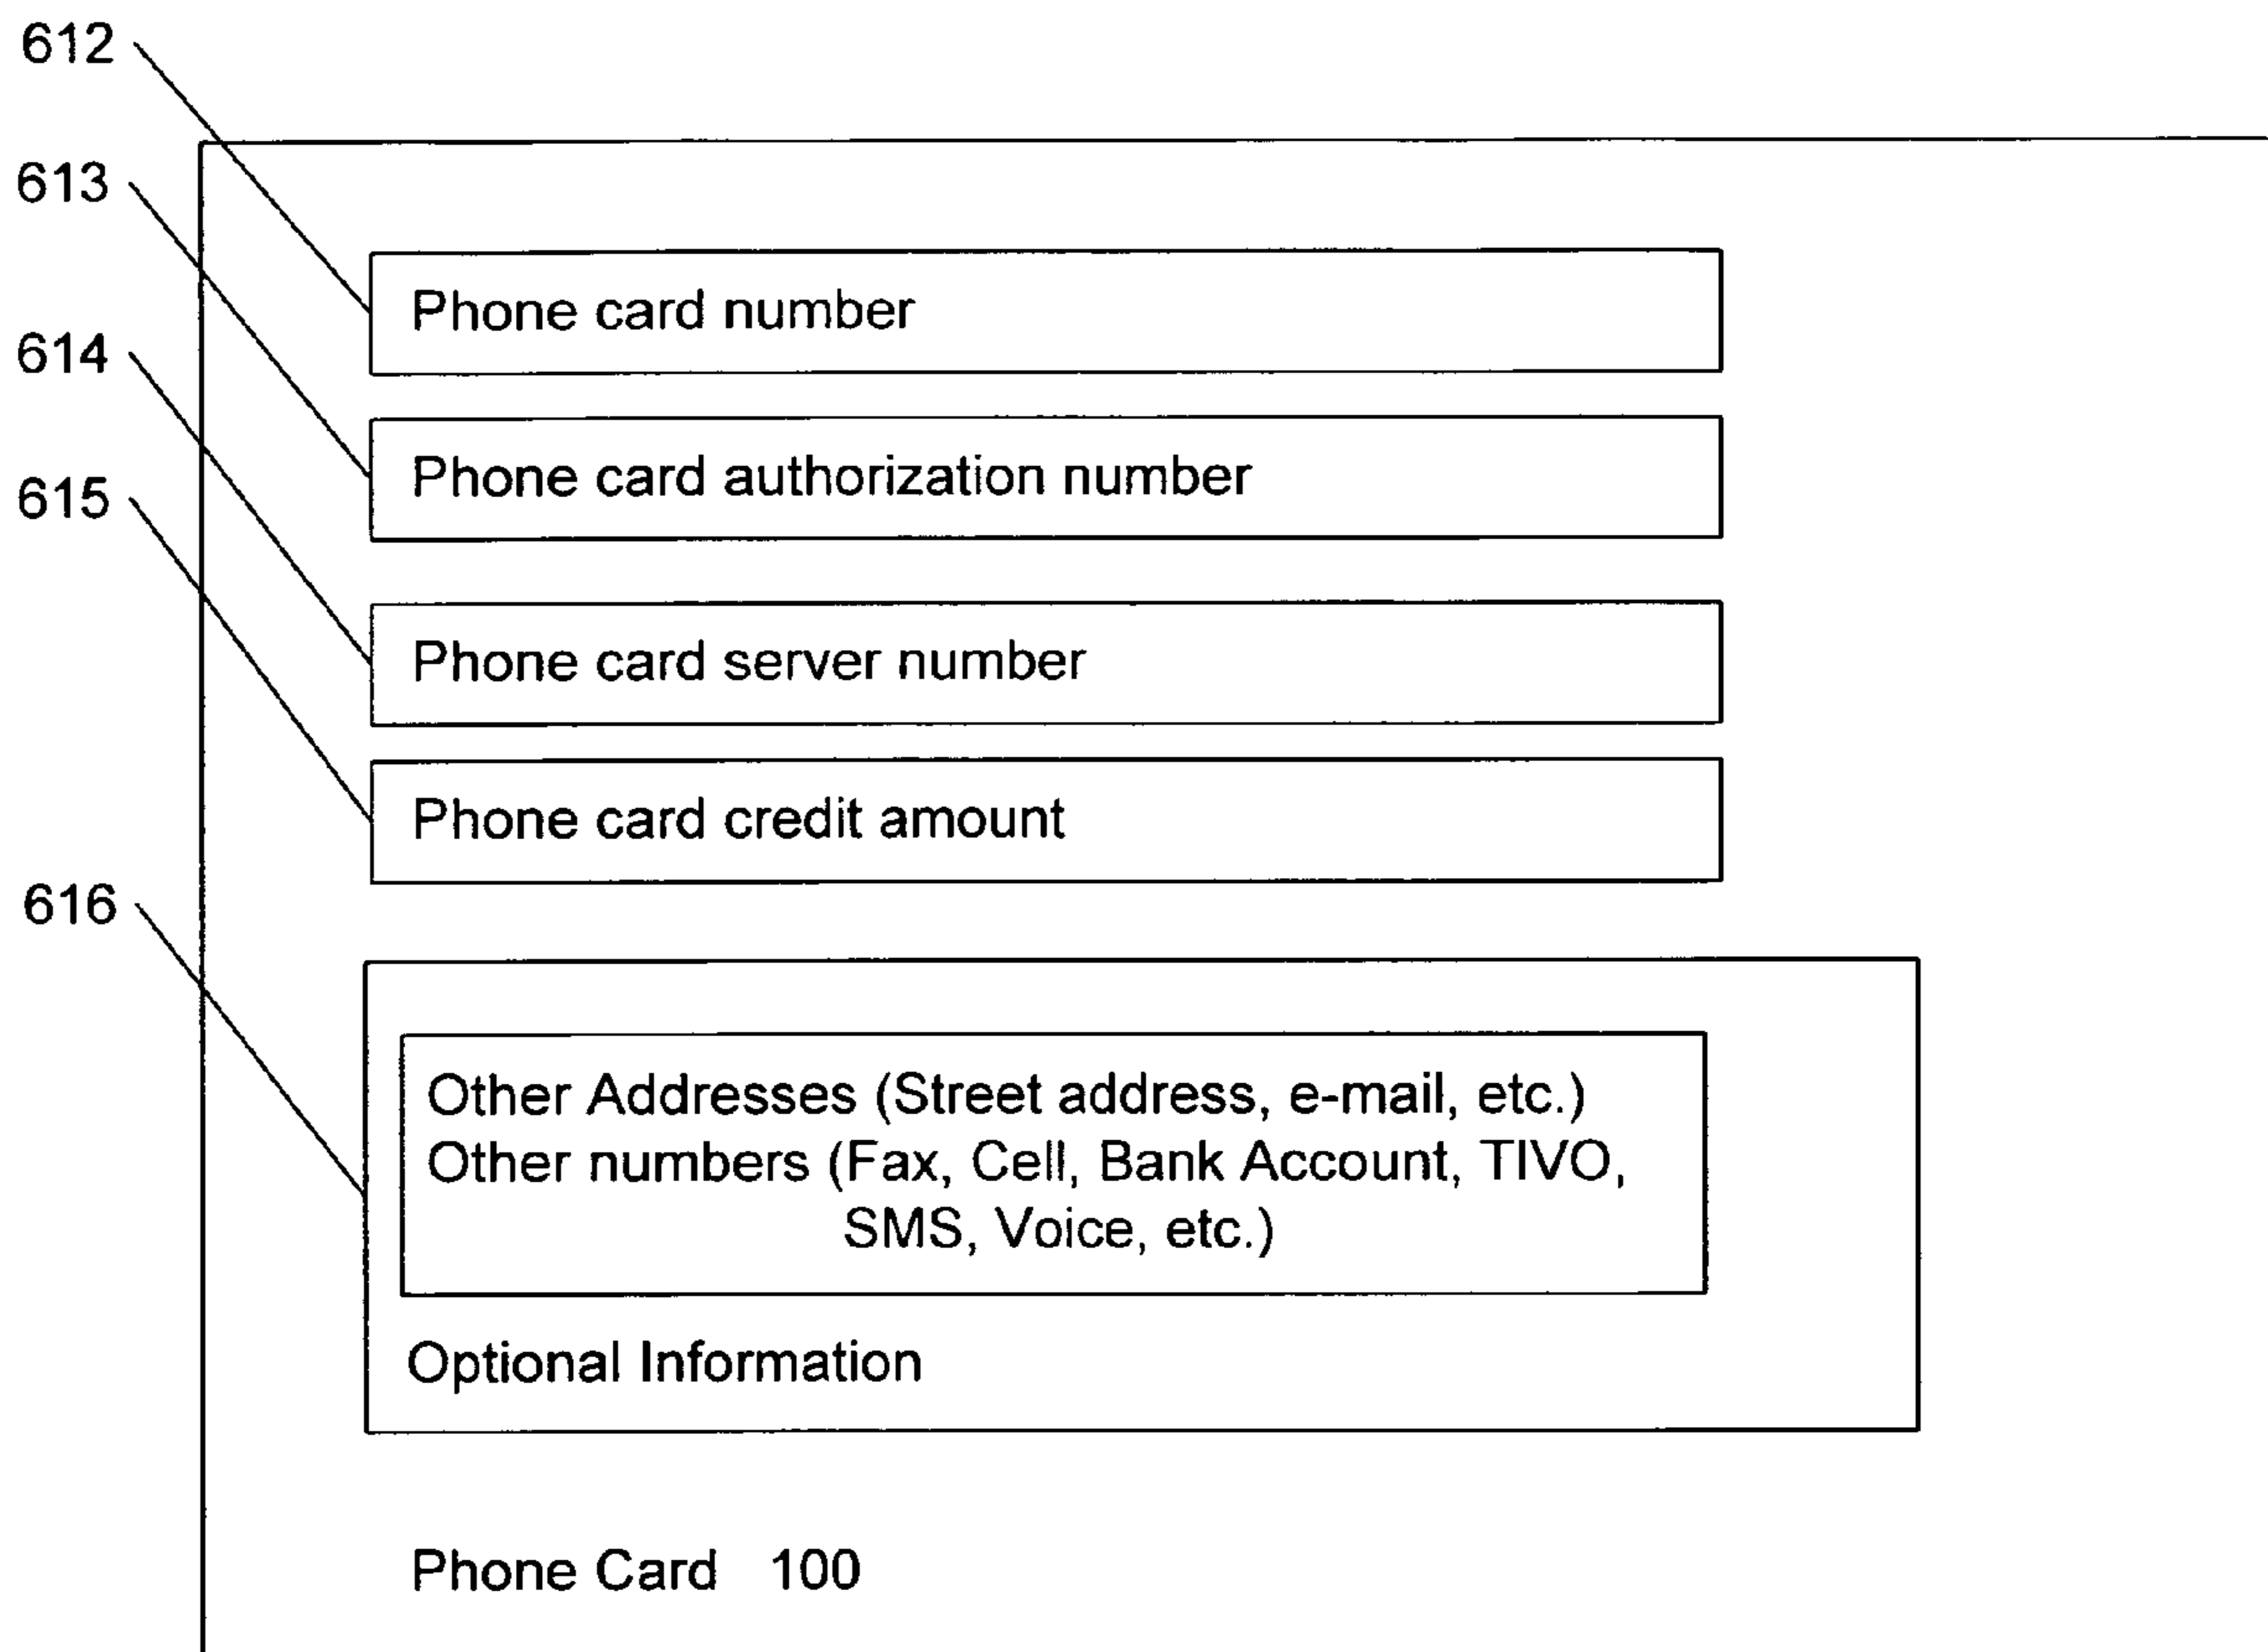 612
613
Phone card number
614
Phone card authorization number
615
Phone card server number
Phone card credit amount
616
Other Addresses (Street address, e-mail, etc.)
Other numbers (Fax, Cell, Bank Account, TIVO,
SMS, Voice, etc.)
Optional Information
Phone Card 100